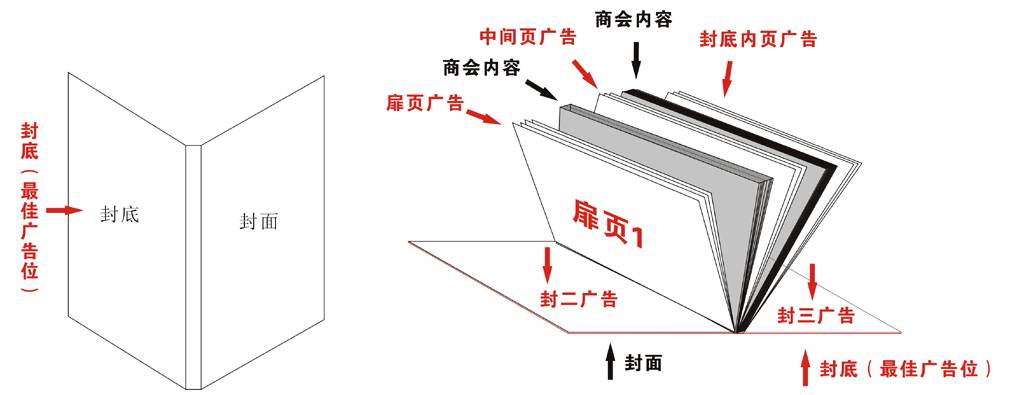 封底（最佳广告位）
封底
封面
商会内容
中间页广告
封底内页广告
商会内容
扉页广告
扉页1
封二广告
封三广告
封面
封底（最佳广告位）